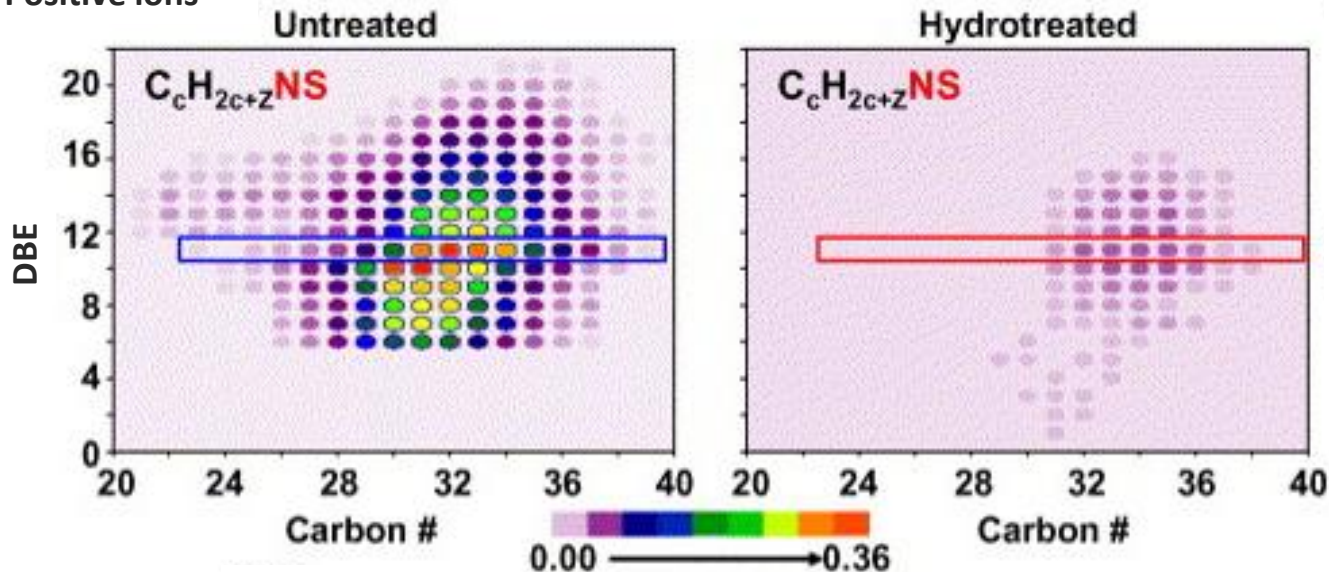 Positive Ions
Untreated
Hydrotreated
CcH2c+ZNS
CcH2c+ZNS
DBE
20
16
12
8
4
0
20 24 28 32 36 40
20 24 28 32 36 40
Carbon #
Carbon #
0.00
0.36